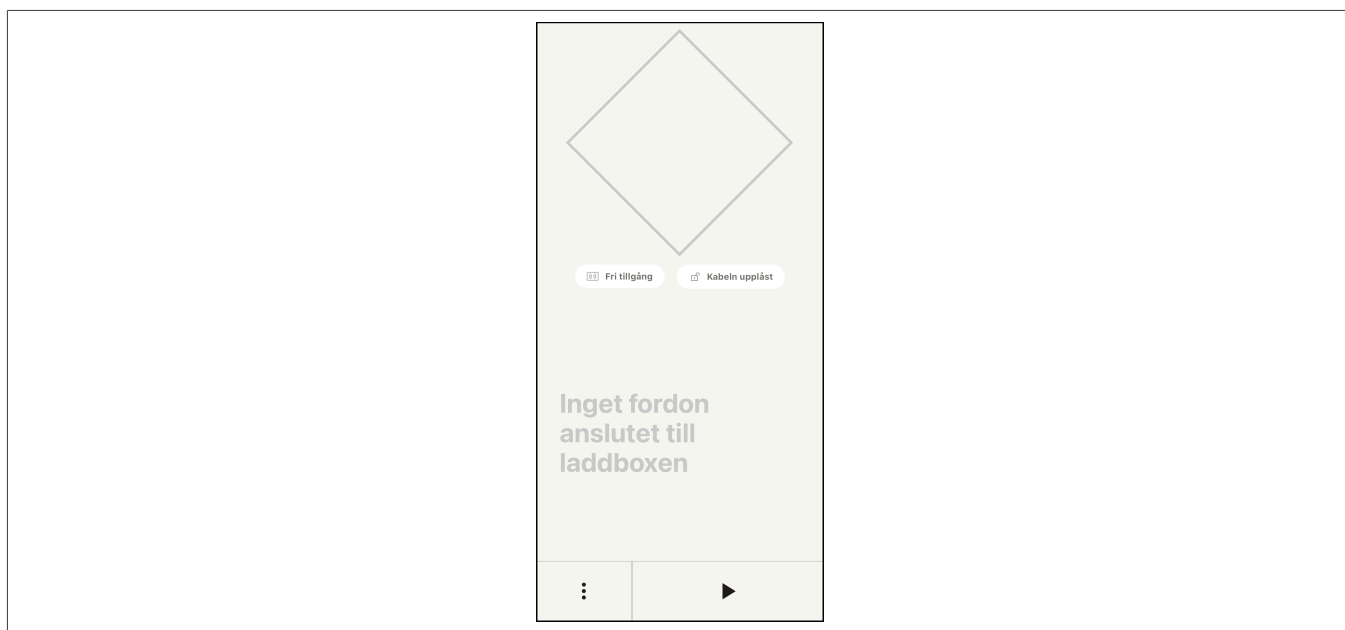 Fri tillgång
Kabeln upplåst
Inget fordon
anslutet till
laddboxen